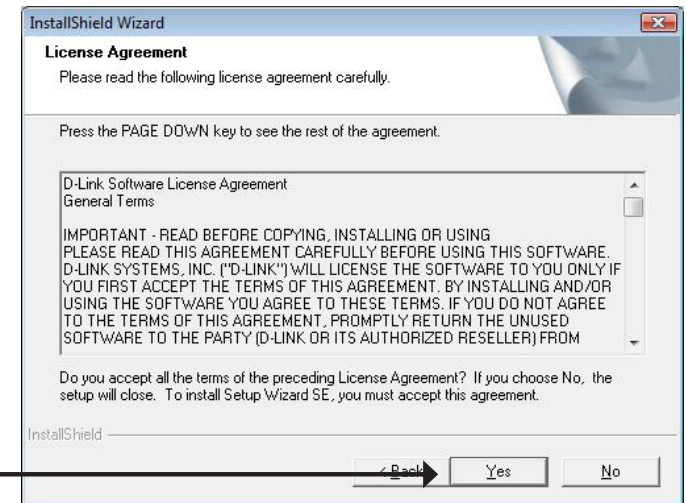 InstallShield Wizard
License Agreement
Please read the following license agreement carefully.
Press the PAGE DOWN key to see the rest of the agreement.
D-Link Software License Agreement
General Terms
IMPORTANT - READ BEFORE COPYING, INSTALLING OR USING
PLEASE READ THIS AGREEMENT CAREFULLY BEFORE USING THIS SOFTWARE.
D-LINK SYSTEMS, INC. ("D-LINK") WILL LICENSE THE SOFTWARE TO YOU ONLY IF
YOU FIRST ACCEPT THE TERMS OF THIS AGREEMENT. BY INSTALLING AND/OR
USING THE SOFTWARE YOU AGREE TO THESE TERMS. IF YOU DO NOT AGREE
TO THE TERMS OF THIS AGREEMENT, PROMPTLY RETURN THE UNUSED
SOFTWARE TO THE PARTY (D-LINK OR ITS AUTHORIZED RESELLER) FROM
Do you accept all the terms of the preceding License Agreement? If you choose No, the
setup will close. To install Setup Wizard SE, you must accept this agreement.
InstallShield
< Back Yes No